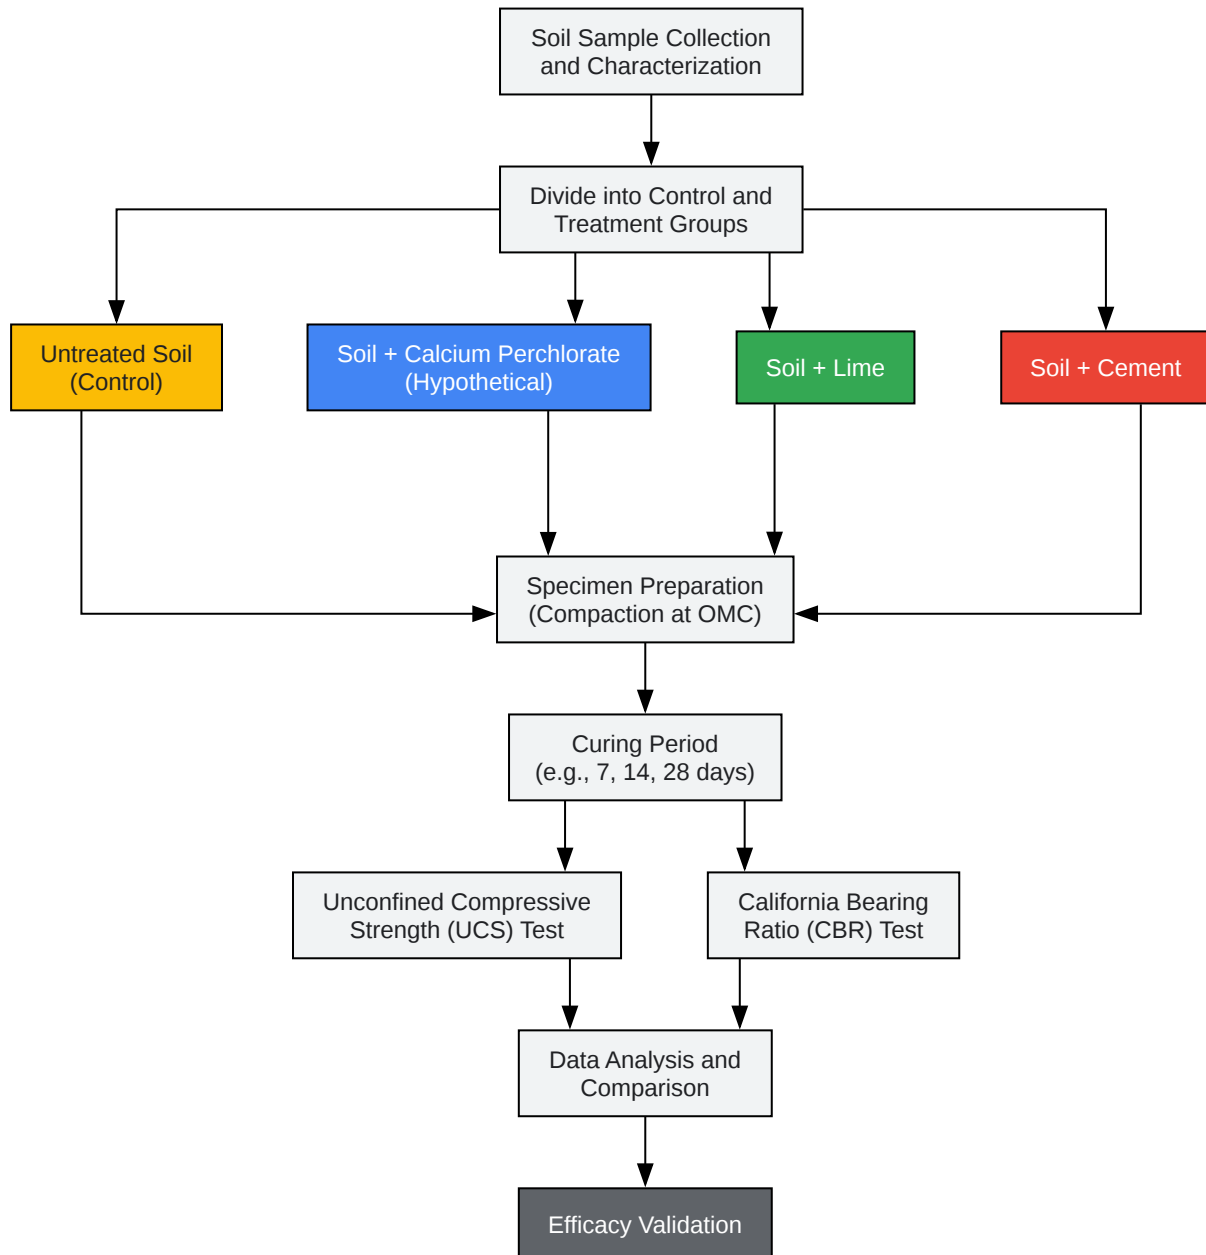 Soil Sample Collection
and Characterization
Divide into Control and
Treatment Groups
Untreated Soil
(Control)
Soil + Calcium Perchlorate
(Hypothetical)
Soil + Lime
Soil + Cement
Specimen Preparation
(Compaction at OMC)
Curing Period
(e.g., 7, 14, 28 days)
Unconfined Compressive
Strength (UCS) Test
California Bearing
Ratio (CBR) Test
Data Analysis and
Comparison
Efficacy Validation